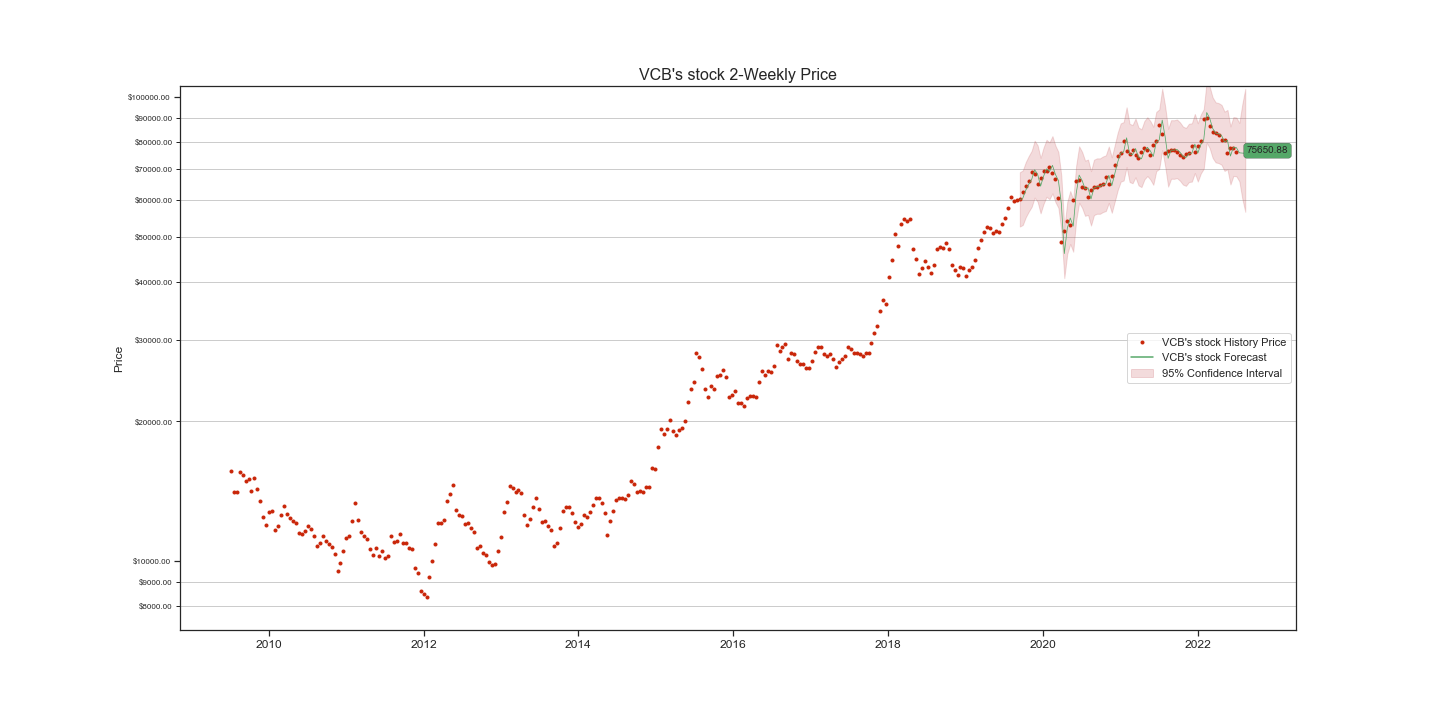 VCB's stock 2-Weekly Price
$100000.00
$90000.00
$80000.00
$70000.00
$60000.00
$50000.00
$40000.00
$30000.00
$20000.00
$10000.00
$9000.00
$8000.00
Price
75650.88
VCB's stock History Price
VCB's stock Forecast
95% Confidence Interval
2010 2012 2014 2016 2018 2020 2022